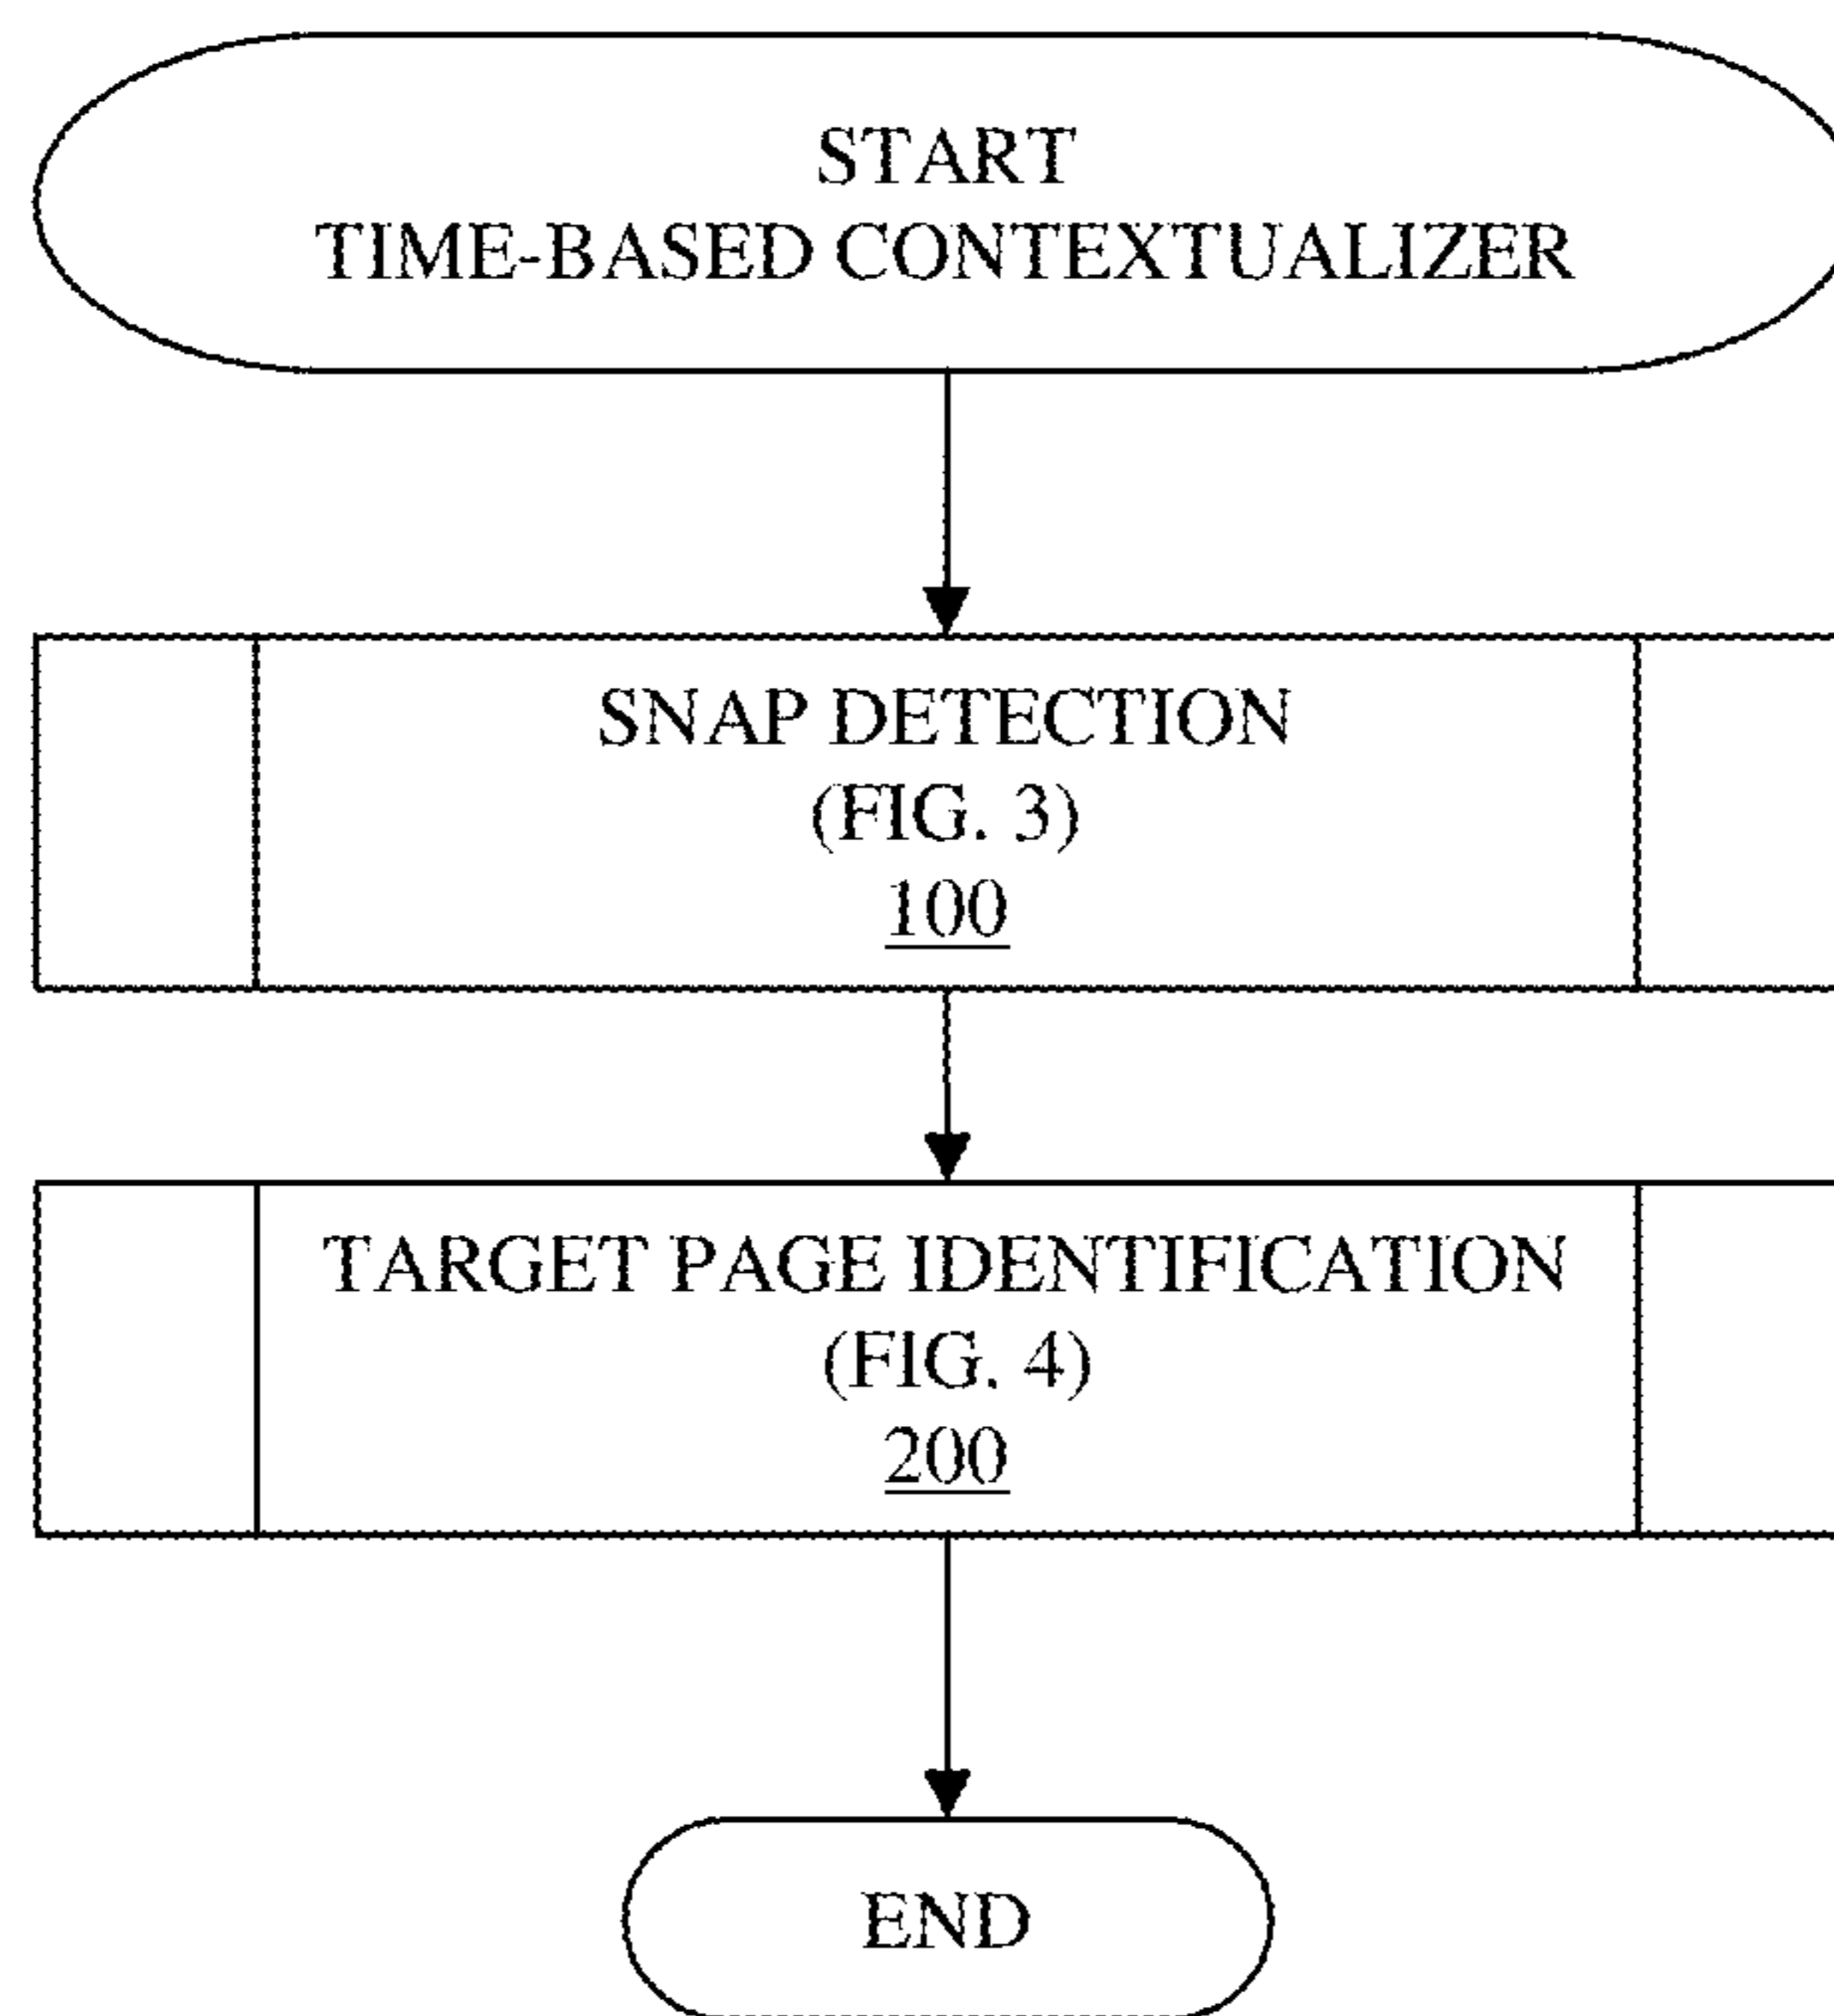 START
TIME-BASED CONTEXTUALIZER
SNAP DETECTION
(FIG. 3)
100
TARGET PAGE IDENTIFICATION
(FIG. 4)
200
END